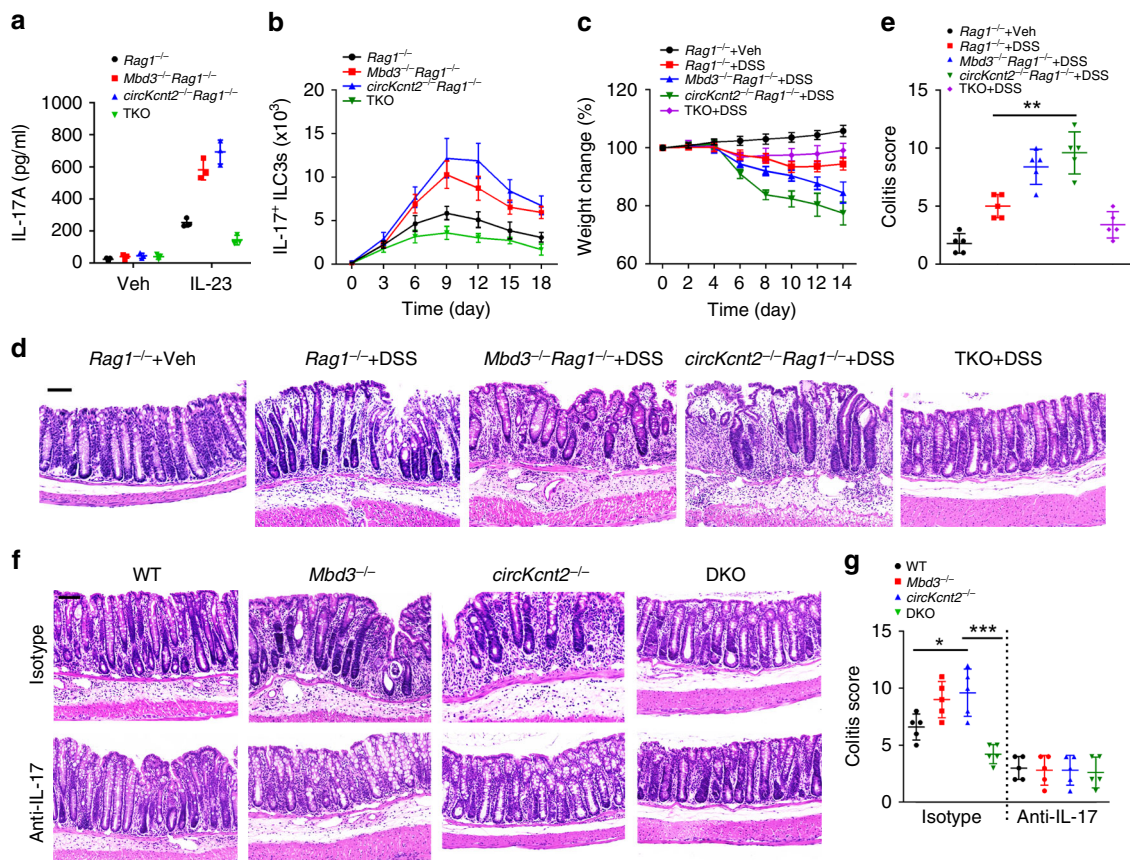 a
Rag1–/–
Mbd3–/–Rag1–/–
circKcnt2–/–Rag1–/–
TKO
IL-17A (pg/ml)
1000
800
600
400
200
0
Veh
IL-23
b
Rag1–/–
Mbd3–/–Rag1–/–
circKcnt2–/–Rag1–/–
TKO
IL-17+ ILC3s (x10³)
20
15
10
5
0
0 3 6 9 12 15 18
Time (day)
c
Rag1–/–+Veh
Rag1–/–+DSS
Mbd3–/–Rag1–/–+DSS
circKcnt2–/–Rag1–/–+DSS
TKO+DSS
Weight change (%)
120
100
80
60
0 2 4 6 8 10 12 14
Time (day)
e
Rag1–/–+Veh
Rag1–/–+DSS
Mbd3–/–Rag1–/–+DSS
circKcnt2–/–Rag1–/–+DSS
TKO+DSS
Colitis score
15
10
5
0
**
d
Rag1–/–+Veh
Rag1–/–+DSS
Mbd3–/–Rag1–/–+DSS
circKcnt2–/–Rag1–/–+DSS
TKO+DSS
f
WT
Mbd3–/–
circKcnt2–/–
DKO
Isotype
Anti-IL-17
g
WT
Mbd3–/–
circKcnt2–/–
DKO
Colitis score
15
10
5
0
*
***
Isotype
Anti-IL-17